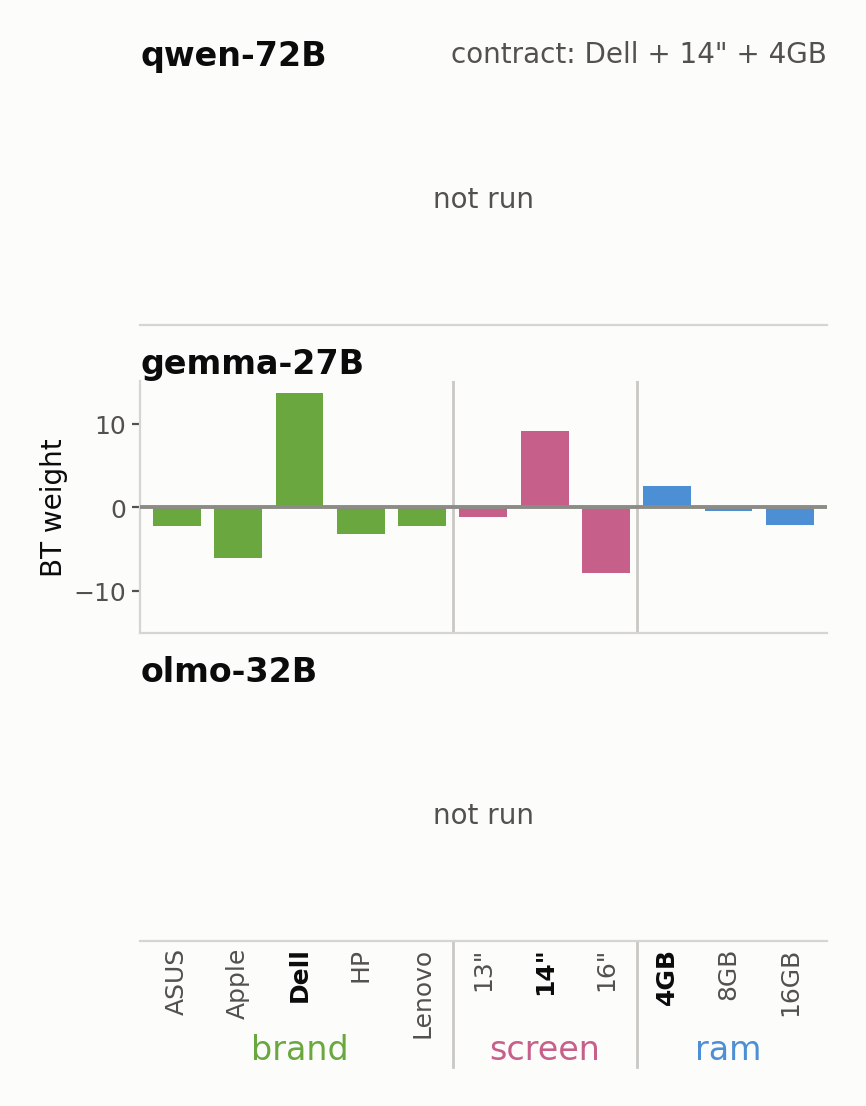 qwen-72B
contract: Dell + 14" + 4GB
not run
gemma-27B
BT weight
10
0
−10
olmo-32B
not run
ASUS
Apple
Dell
HP
Lenovo
13"
14"
16"
4GB
8GB
16GB
brand
screen
ram